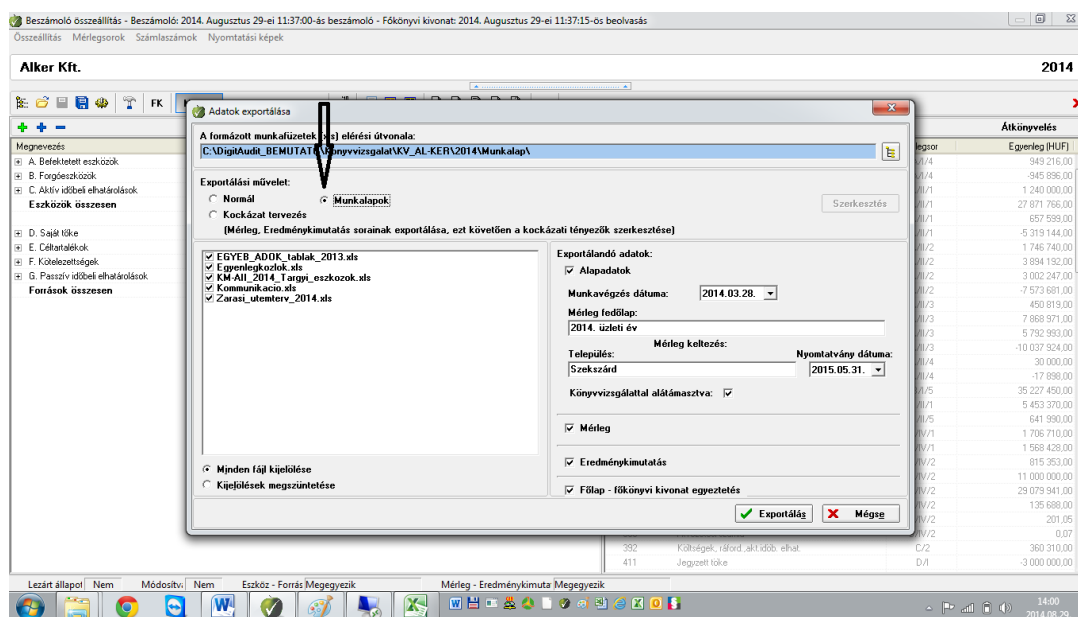 Beszámoló összeállítás - Beszámoló: 2014. Augusztus 29-ei 11:37:00-ás beszámoló - Főkönyvi kivonat: 2014. Augusztus 29-ei 11:37:15-ös beolvasás
Összeállítás Mérlegsorok Számlaszámok Nyomtatási képek
Alker Kft. 2014
FK
Adatok exportálása
Átkönyvelés
Megnevezés
Egyenleg (HUF)
A. Befektetett eszközök
B. Forgóeszközök
C. Aktív időbeli elhatárolások
Eszközök összesen
D. Saját tőke
E. Céltartalékok
F. Kötelezettségek
G. Passzív időbeli elhatárolások
Források összesen
A formázott munkafüzetek (xls) elérési útvonala:
C:\DigitAudit_BEMUTATO\Konyvvizsgalat\KV_AL-KER\2014\Munkalap\
Exportálási művelet:
Normál
Munkalapok
Kockázat tervezés
Szerkesztés
(Mérleg, Eredménykimutatás sorainak exportálása, ezt követően a kockázati tényezők szerkesztése)
EGYEB_ADOK_tablak_2013.xls
Egyenlegkozlok.xls
KM-AII_2014_Targyi_eszkozok.xls
Kommunikacio.xls
Zarasi_utemterv_2014.xls
Minden fájl kijelölése
Kijelölések megszüntetése
Exportálandó adatok:
Alapadatok
Munkavégzés dátuma: 2014.03.28.
Mérleg fedőlap:
2014. üzleti év
Mérleg keltezés:
Település: Nyomtatvány dátuma:
Szekszárd 2015.05.31.
Könyvvizsgálattal alátámasztva:
Mérleg
Eredménykimutatás
Főlap - főkönyvi kivonat egyeztetés
Exportálás Mégse
949 216,00
-945 896,00
1 240 000,00
27 871 766,00
657 599,00
-5 319 144,00
1 746 740,00
3 894 192,00
3 002 247,00
-7 573 681,00
450 819,00
7 868 971,00
5 792 993,00
-10 037 924,00
30 000,00
-17 898,00
35 227 450,00
5 453 370,00
641 990,00
1 706 710,00
1 568 428,00
815 353,00
11 000 000,00
29 079 941,00
135 688,00
201,05
0,07
392 Költségek, ráford.,akt.időb. elhat. C/2 360 310,00
411 Jegyzett tőke D/I -3 000 000,00
Lezárt állapot Nem Módosítv: Nem Eszköz - Forrás Megegyezik Mérleg - Eredménykimuta Megegyezik
14:00
2014.08.29.